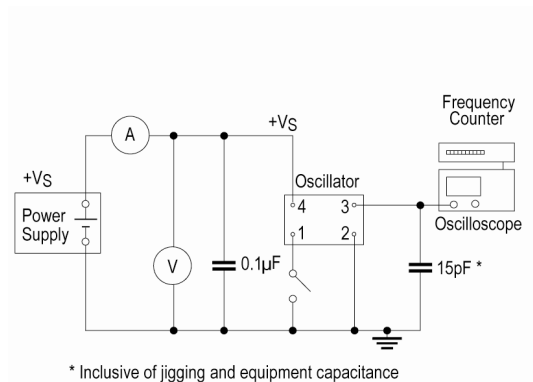 Frequency
Counter
A
+VS
+VS
Oscillator
Power
Supply
4
3
1
2
Oscilloscope
V
0.1µF
15pF *
* Inclusive of jigging and equipment capacitance